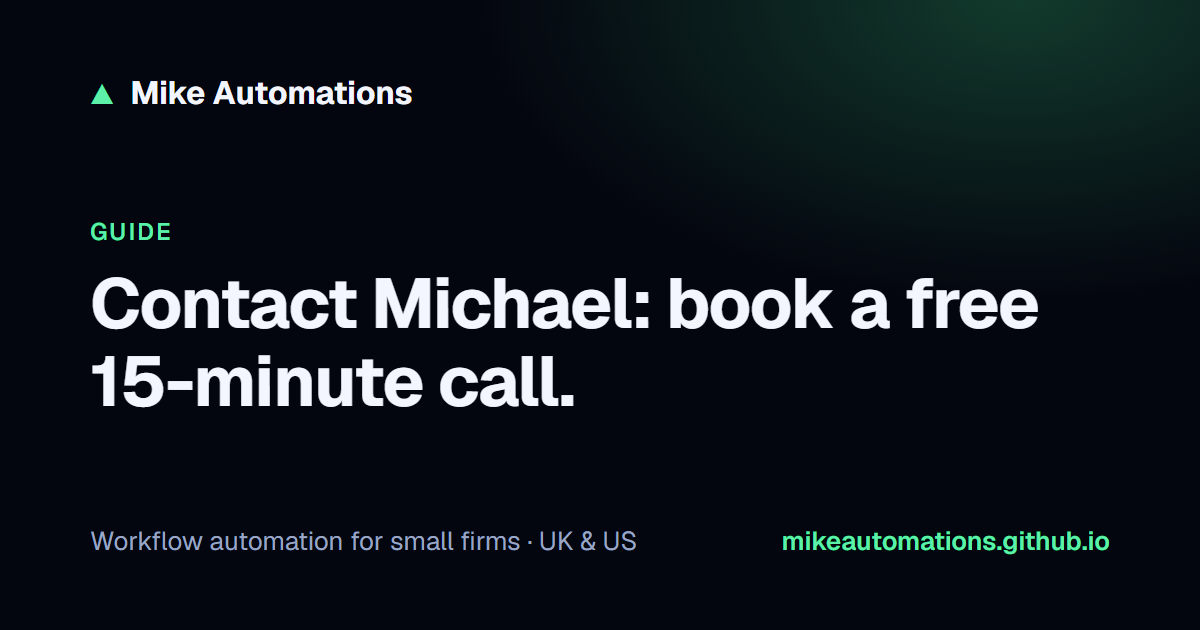 Mike Automations
GUIDE
Contact Michael: book a free
15-minute call.
Workflow automation for small firms · UK & US
mikeautomations.github.io